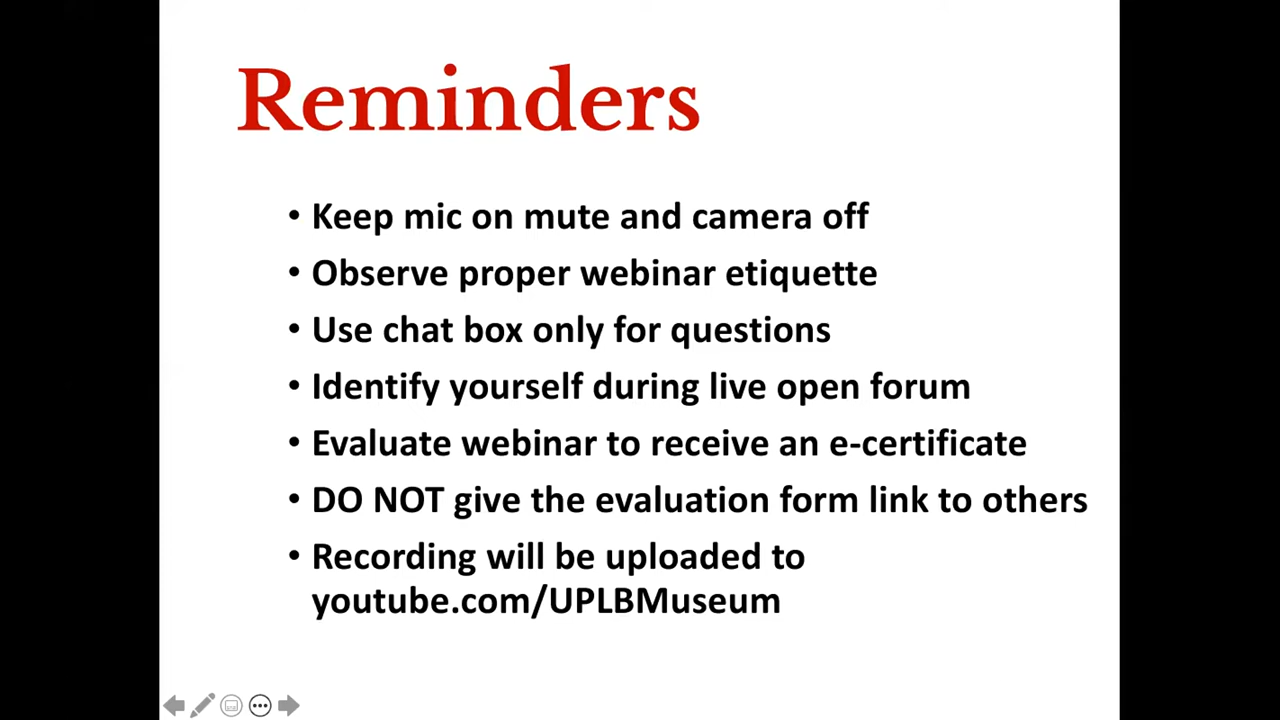 Reminders
• Keep mic on mute and camera off
• Observe proper webinar etiquette
• Use chat box only for questions
• Identify yourself during live open forum
• Evaluate webinar to receive an e-certificate
• DO NOT give the evaluation form link to others
• Recording will be uploaded to
youtube.com/UPLBMuseum